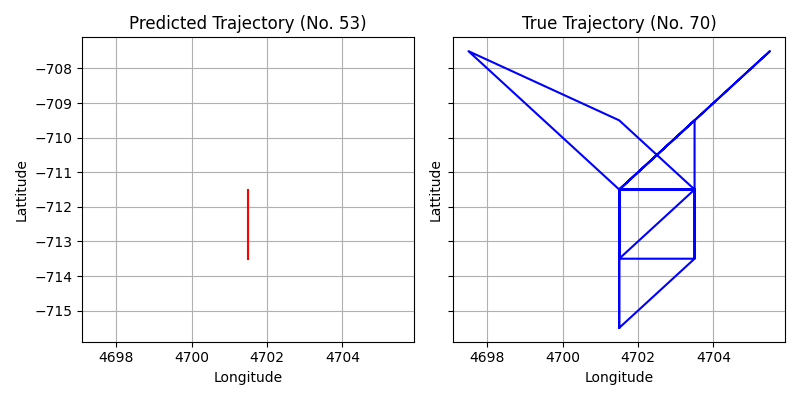 Predicted Trajectory (No. 53)
True Trajectory (No. 70)
−708
−709
−710
−711
−712
−713
−714
−715
Lattitude
Lattitude
4698 4700 4702 4704
4698 4700 4702 4704
Longitude
Longitude